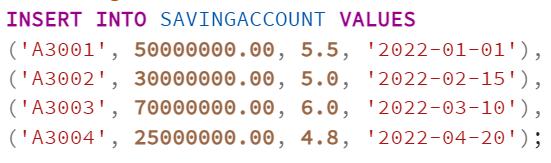 INSERT INTO SAVINGACCOUNT VALUES
('A3001', 50000000.00, 5.5, '2022-01-01'),
('A3002', 30000000.00, 5.0, '2022-02-15'),
('A3003', 70000000.00, 6.0, '2022-03-10'),
('A3004', 25000000.00, 4.8, '2022-04-20');